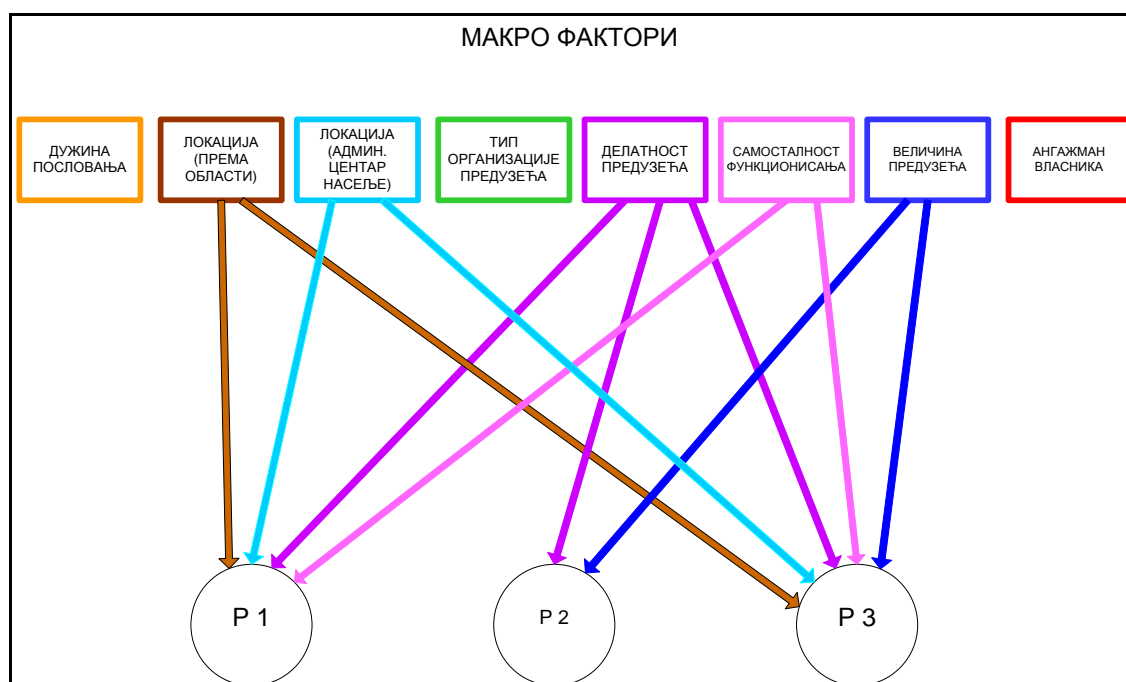 МАКРО ФАКТОРИ
ДУЖИНА
ПОСЛОВАЊА
ЛОКАЦИЈА
(ПРЕМА
ОБЛАСТИ)
ЛОКАЦИЈА
(АДМИН.
ЦЕНТАР
НАСЕЉЕ)
ТИП
ОРГАНИЗАЦИЈЕ
ПРЕДУЗЕЋА
ДЕЛАТНОСТ
ПРЕДУЗЕЋА
САМОСТАЛНОСТ
ФУНКЦИОНИСАЊА
ВЕЛИЧИНА
ПРЕДУЗЕЋА
АНГАЖМАН
ВЛАСНИКА
Р 1
Р 2
Р 3